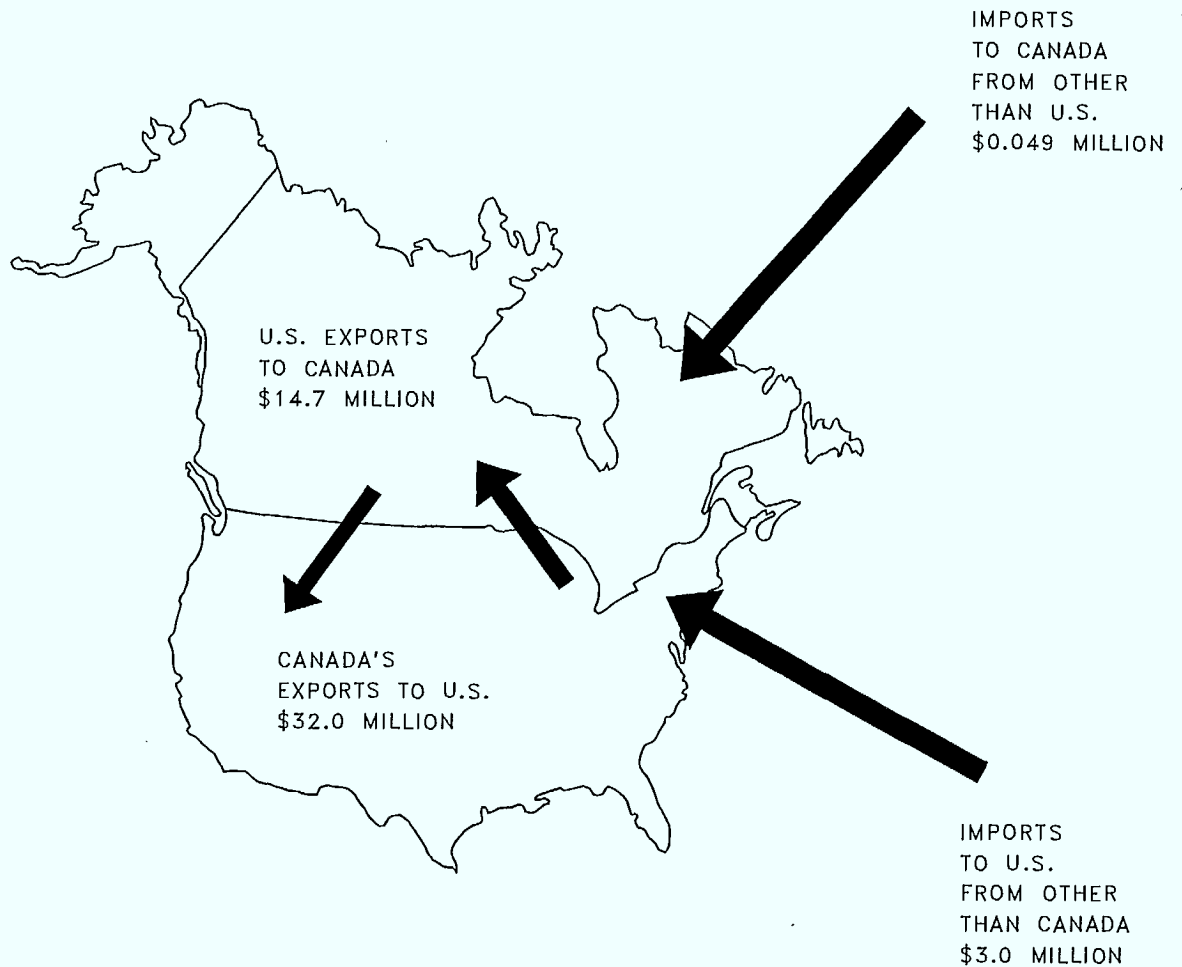 IMPORTS
TO CANADA
FROM OTHER
THAN U.S.
$0.049 MILLION
U.S. EXPORTS
TO CANADA
$14.7 MILLION
CANADA'S
EXPORTS TO U.S.
$32.0 MILLION
IMPORTS
TO U.S.
FROM OTHER
THAN CANADA
$3.0 MILLION